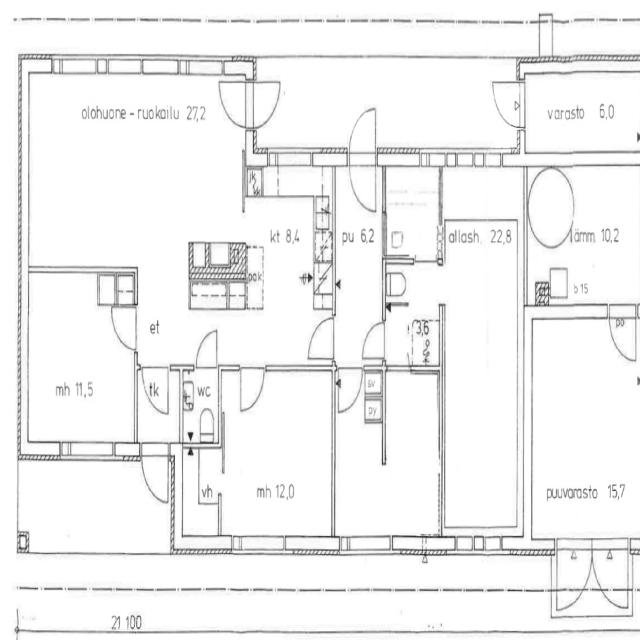 olohuone - ruokailu 27,2
varasto 6,0
jk
kt 8,4
pu 6,2
allash. 22,8
lämm. 10,2
pak
b.15
et
3,6
po
mh 11,5
tk
wc
sv
py
vh
mh 12,0
puuvarasto 15,7
21 100